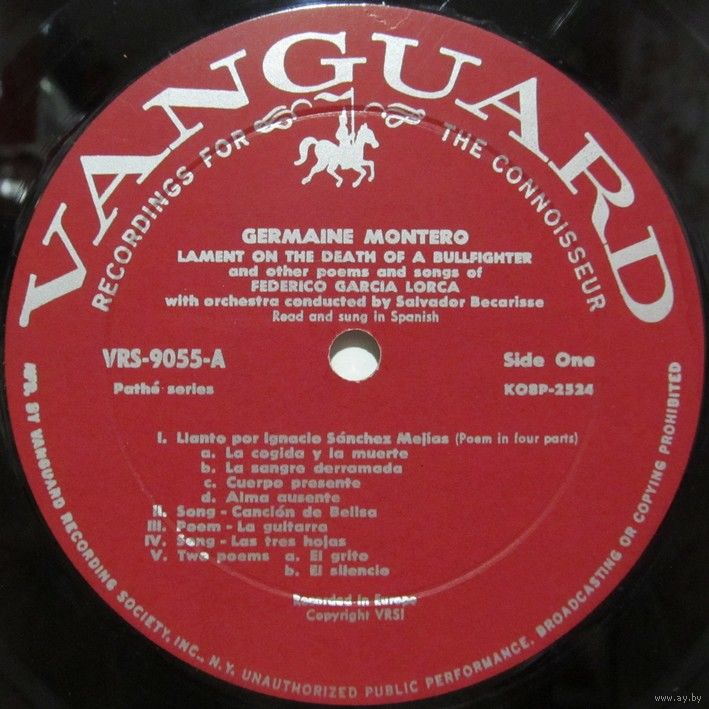 VANGUARD
RECORDINGS FOR THE CONNOISSEUR
GERMAINE MONTERO
LAMENT ON THE DEATH OF A BULLFIGHTER
and other poems and songs of
FEDERICO GARCIA LORCA
with orchestra conducted by Salvador Becarisse
Read and sung in Spanish
VRS-9055-A Side One
Pathé series KO8P-2524
I. Llanto por Ignacio Sánchez Mejías (Poem in four parts)
a. La cogida y la muerte
b. La sangre derramada
c. Cuerpo presente
d. Alma ausente
II. Song - Canción de Belisa
III. Poem - La guitarra
IV. Song - Las tres hojas
V. Two poems a. El grito
b. El silencio
Recorded in Europe
Copyright VRSI
MFD. BY VANGUARD RECORDING SOCIETY, INC., N.Y. UNAUTHORIZED PUBLIC PERFORMANCE, BROADCASTING OR COPYING PROHIBITED
www.ay.by